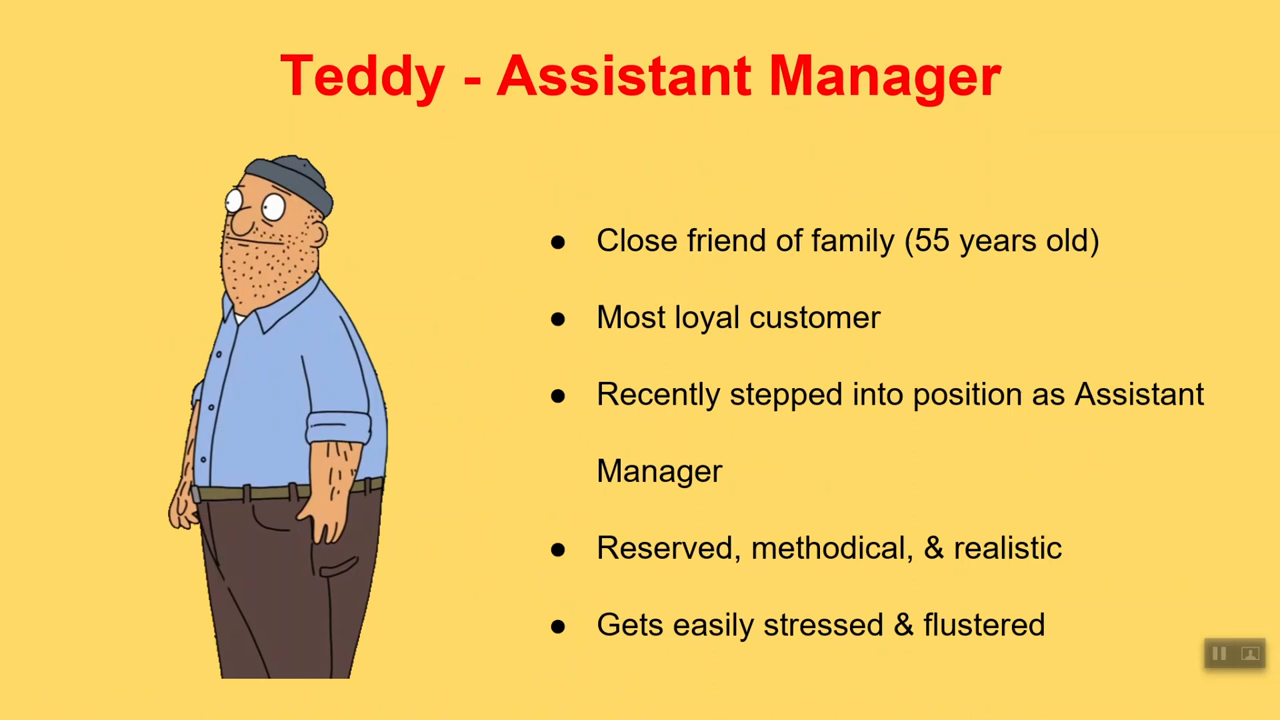 Teddy - Assistant Manager
● Close friend of family (55 years old)
● Most loyal customer
● Recently stepped into position as Assistant
Manager
● Reserved, methodical, & realistic
● Gets easily stressed & flustered